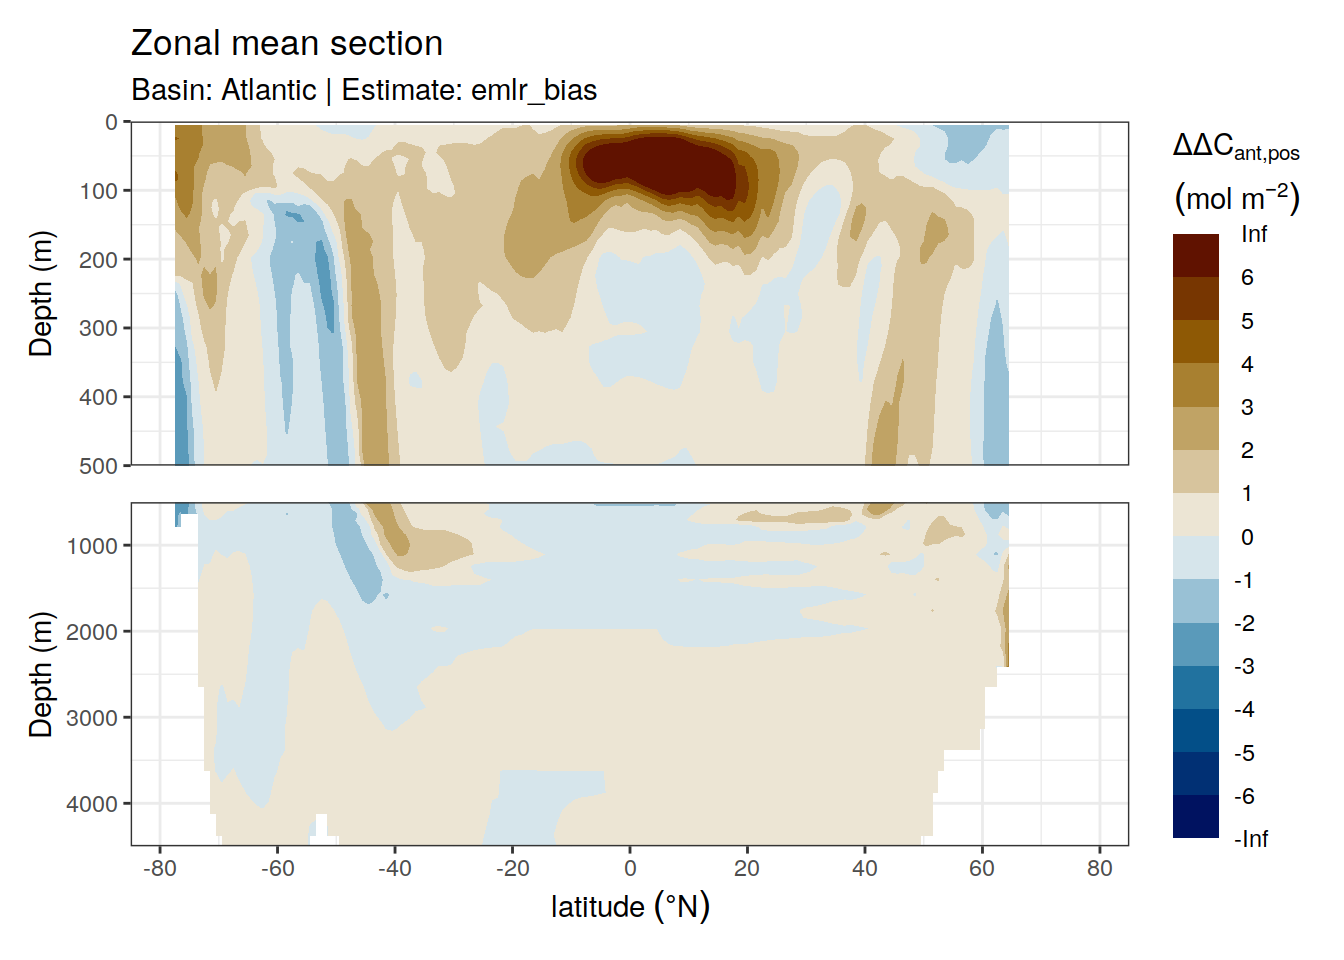 Zonal mean section
Basin: Atlantic | Estimate: emlr_bias
Depth (m)
0
100
200
300
400
500
Depth (m)
1000
2000
3000
4000
-80 -60 -40 -20 0 20 40 60 80
latitude (°N)
ΔΔC_ant,pos
(mol m⁻²)
Inf
6
5
4
3
2
1
0
-1
-2
-3
-4
-5
-6
-Inf